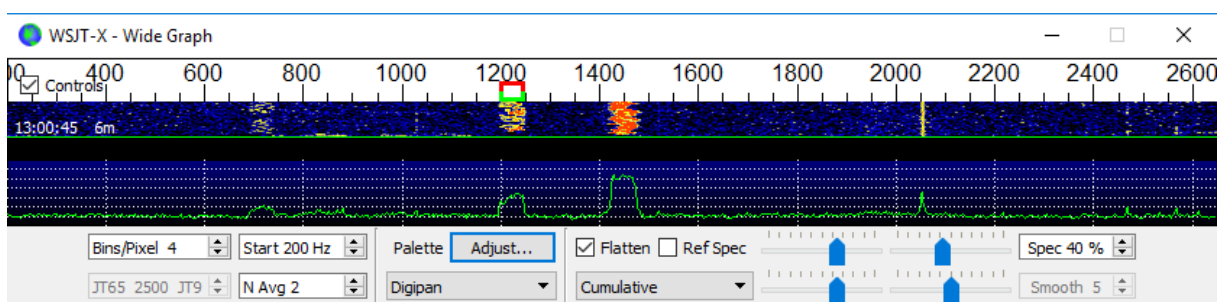 WSJT-X - Wide Graph
00 400 600 800 1000 1200 1400 1600 1800 2000 2200 2400 2600
Controls
13:00:45 6m
Bins/Pixel 4 Start 200 Hz Palette Adjust... Flatten Ref Spec Spec 40 %
JT65 2500 JT9 N Avg 2 Digipan Cumulative Smooth 5